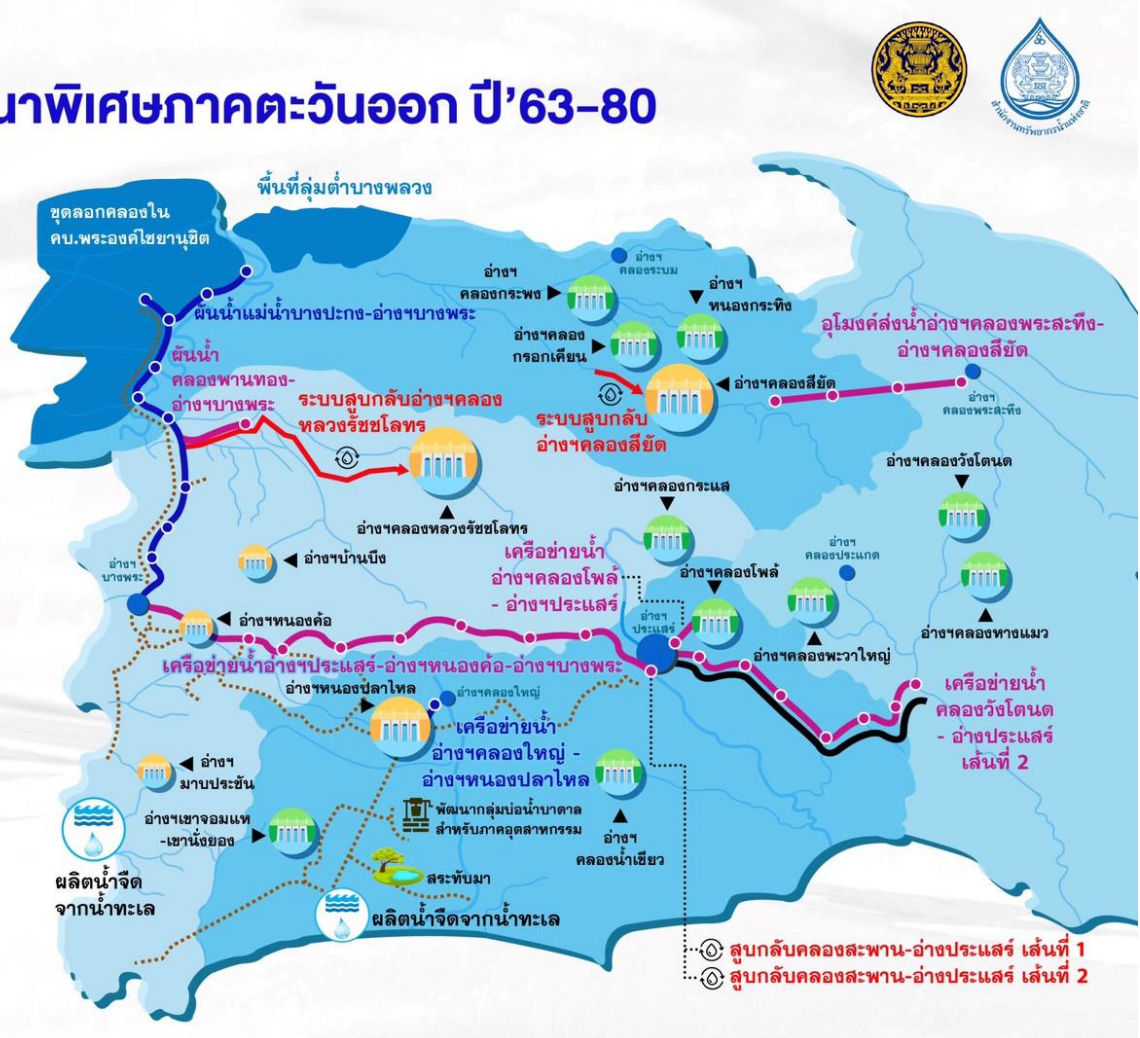 นาพิเศษภาคตะวันออก ปี'63-80
สำนักงานทรัพยากรน้ำแห่งชาติ
พื้นที่ลุ่มต่ำบางพลวง
ขุดลอกคลองใน
คบ.พระองค์ไชยานุชิต
ผันน้ำแม่น้ำบางปะกง-อ่างฯบางพระ
ผันน้ำ
คลองพานทอง-
อ่างฯบางพระ
ระบบสูบกลับอ่างฯคลอง
หลวงรัชชโลทร
อ่างฯ
คลองกระพง
อ่างฯ
คลองระบม
อ่างฯ
หนองกระทิง
อ่างฯคลอง
กรอกเคียน
อ่างฯคลองสียัด
ระบบสูบกลับ
อ่างฯคลองสียัด
อุโมงค์ส่งน้ำอ่างฯคลองพระสะทึง-
อ่างฯคลองสียัด
อ่างฯ
คลองพระสะทึง
อ่างฯคลองหลวงรัชชโลทร
อ่างฯคลองกระแส
อ่างฯคลองวังโตนด
อ่างฯ
บางพระ
อ่างฯบ้านบึง
เครือข่ายน้ำ
อ่างฯคลองโพล้
- อ่างฯประแสร์
อ่างฯคลองโพล้
อ่างฯ
คลองประแกด
อ่างฯ
ประแสร์
อ่างฯคลองพะวาใหญ่
อ่างฯคลองหางแมว
อ่างฯหนองค้อ
เครือข่ายน้ำอ่างฯประแสร์-อ่างฯหนองค้อ-อ่างฯบางพระ
อ่างฯหนองปลาไหล
อ่างฯคลองใหญ่
เครือข่ายน้ำ
อ่างฯคลองใหญ่ -
อ่างฯหนองปลาไหล
เครือข่ายน้ำ
คลองวังโตนด
- อ่างประแสร์
เส้นที่ 2
อ่างฯ
มาบประชัน
อ่างฯเขาจอมแห
-เขานั่งยอง
พัฒนากลุ่มบ่อน้ำบาดาล
สำหรับภาคอุตสาหกรรม
อ่างฯ
คลองน้ำเขียว
สระทับมา
ผลิตน้ำจืด
จากน้ำทะเล
ผลิตน้ำจืดจากน้ำทะเล
สูบกลับคลองสะพาน-อ่างประแสร์ เส้นที่ 1
สูบกลับคลองสะพาน-อ่างประแสร์ เส้นที่ 2